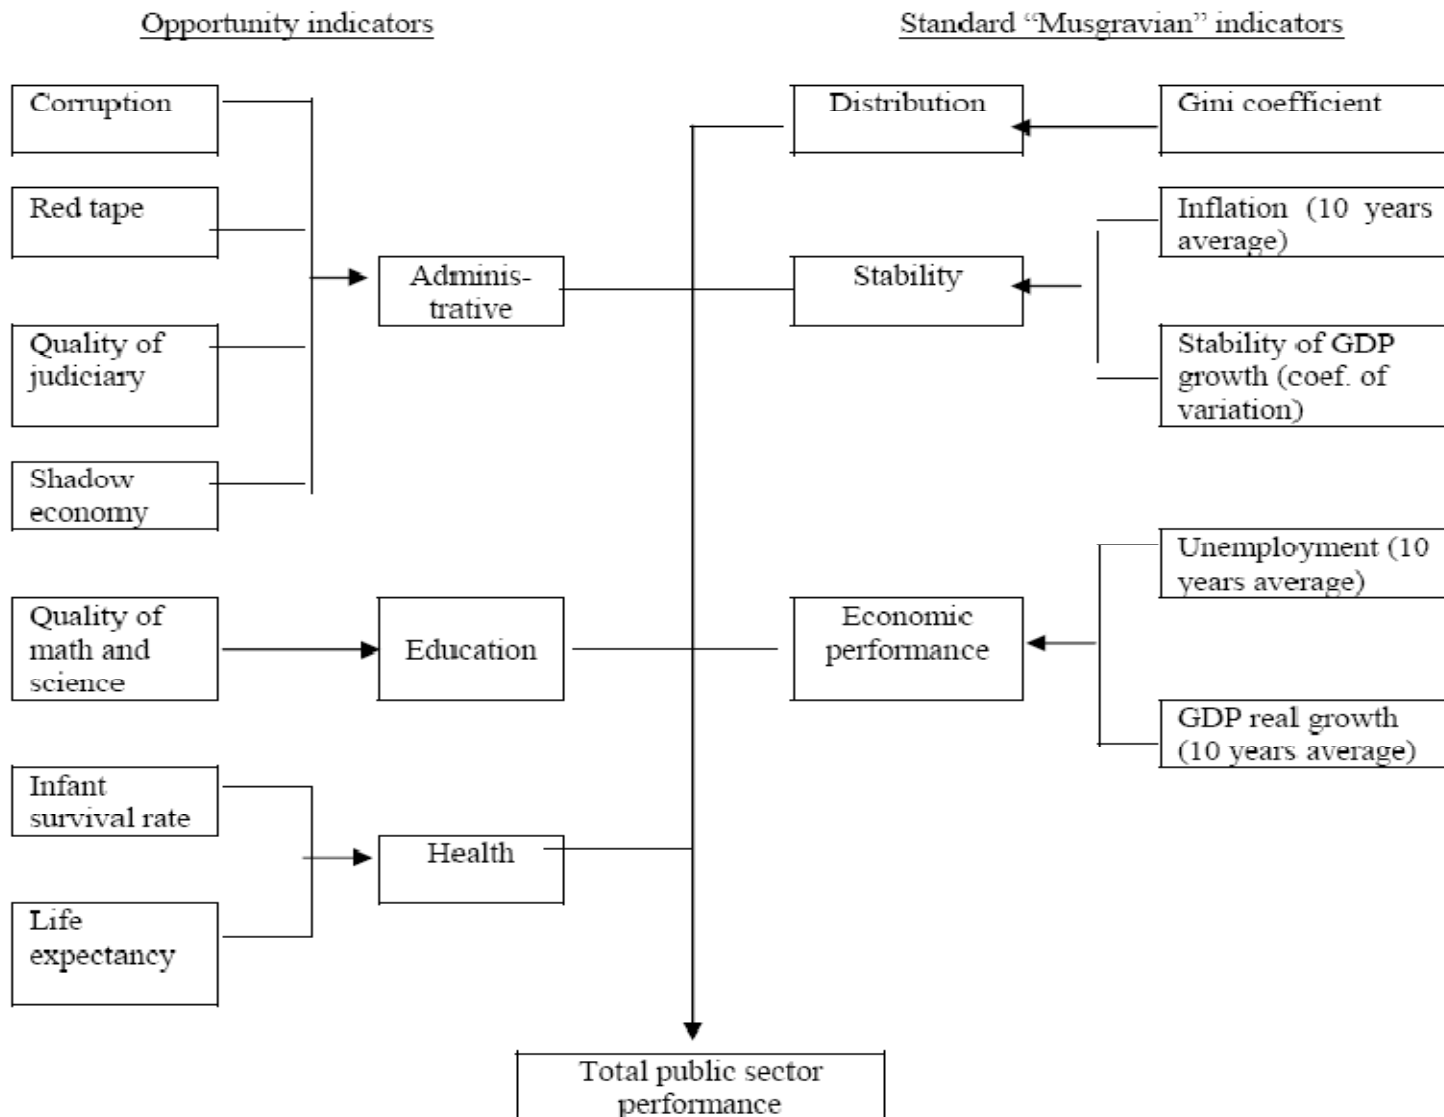 Opportunity indicators
Standard “Musgravian” indicators
Corruption
Red tape
Quality of
judiciary
Shadow
economy
Quality of
math and
science
Infant
survival rate
Life
expectancy
Adminis-
trative
Education
Health
Distribution
Stability
Economic
performance
Gini coefficient
Inflation (10 years
average)
Stability of GDP
growth (coef. of
variation)
Unemployment (10
years average)
GDP real growth
(10 years average)
Total public sector
performance